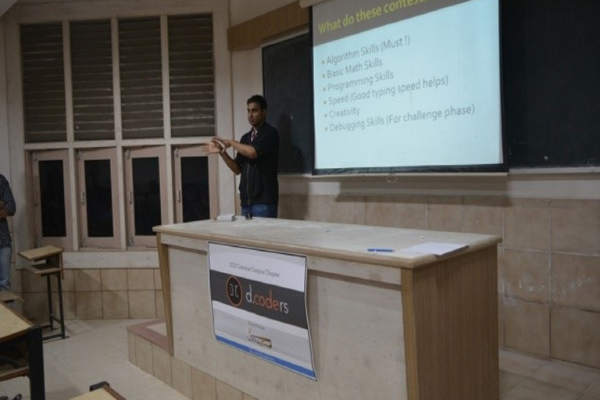 What do these contes
Algorithm Skills (Must !)
Basic Math Skills
Programming Skills
Speed (Good typing speed helps)
Creativity
Debugging Skills (For challenge phase)
d.coders